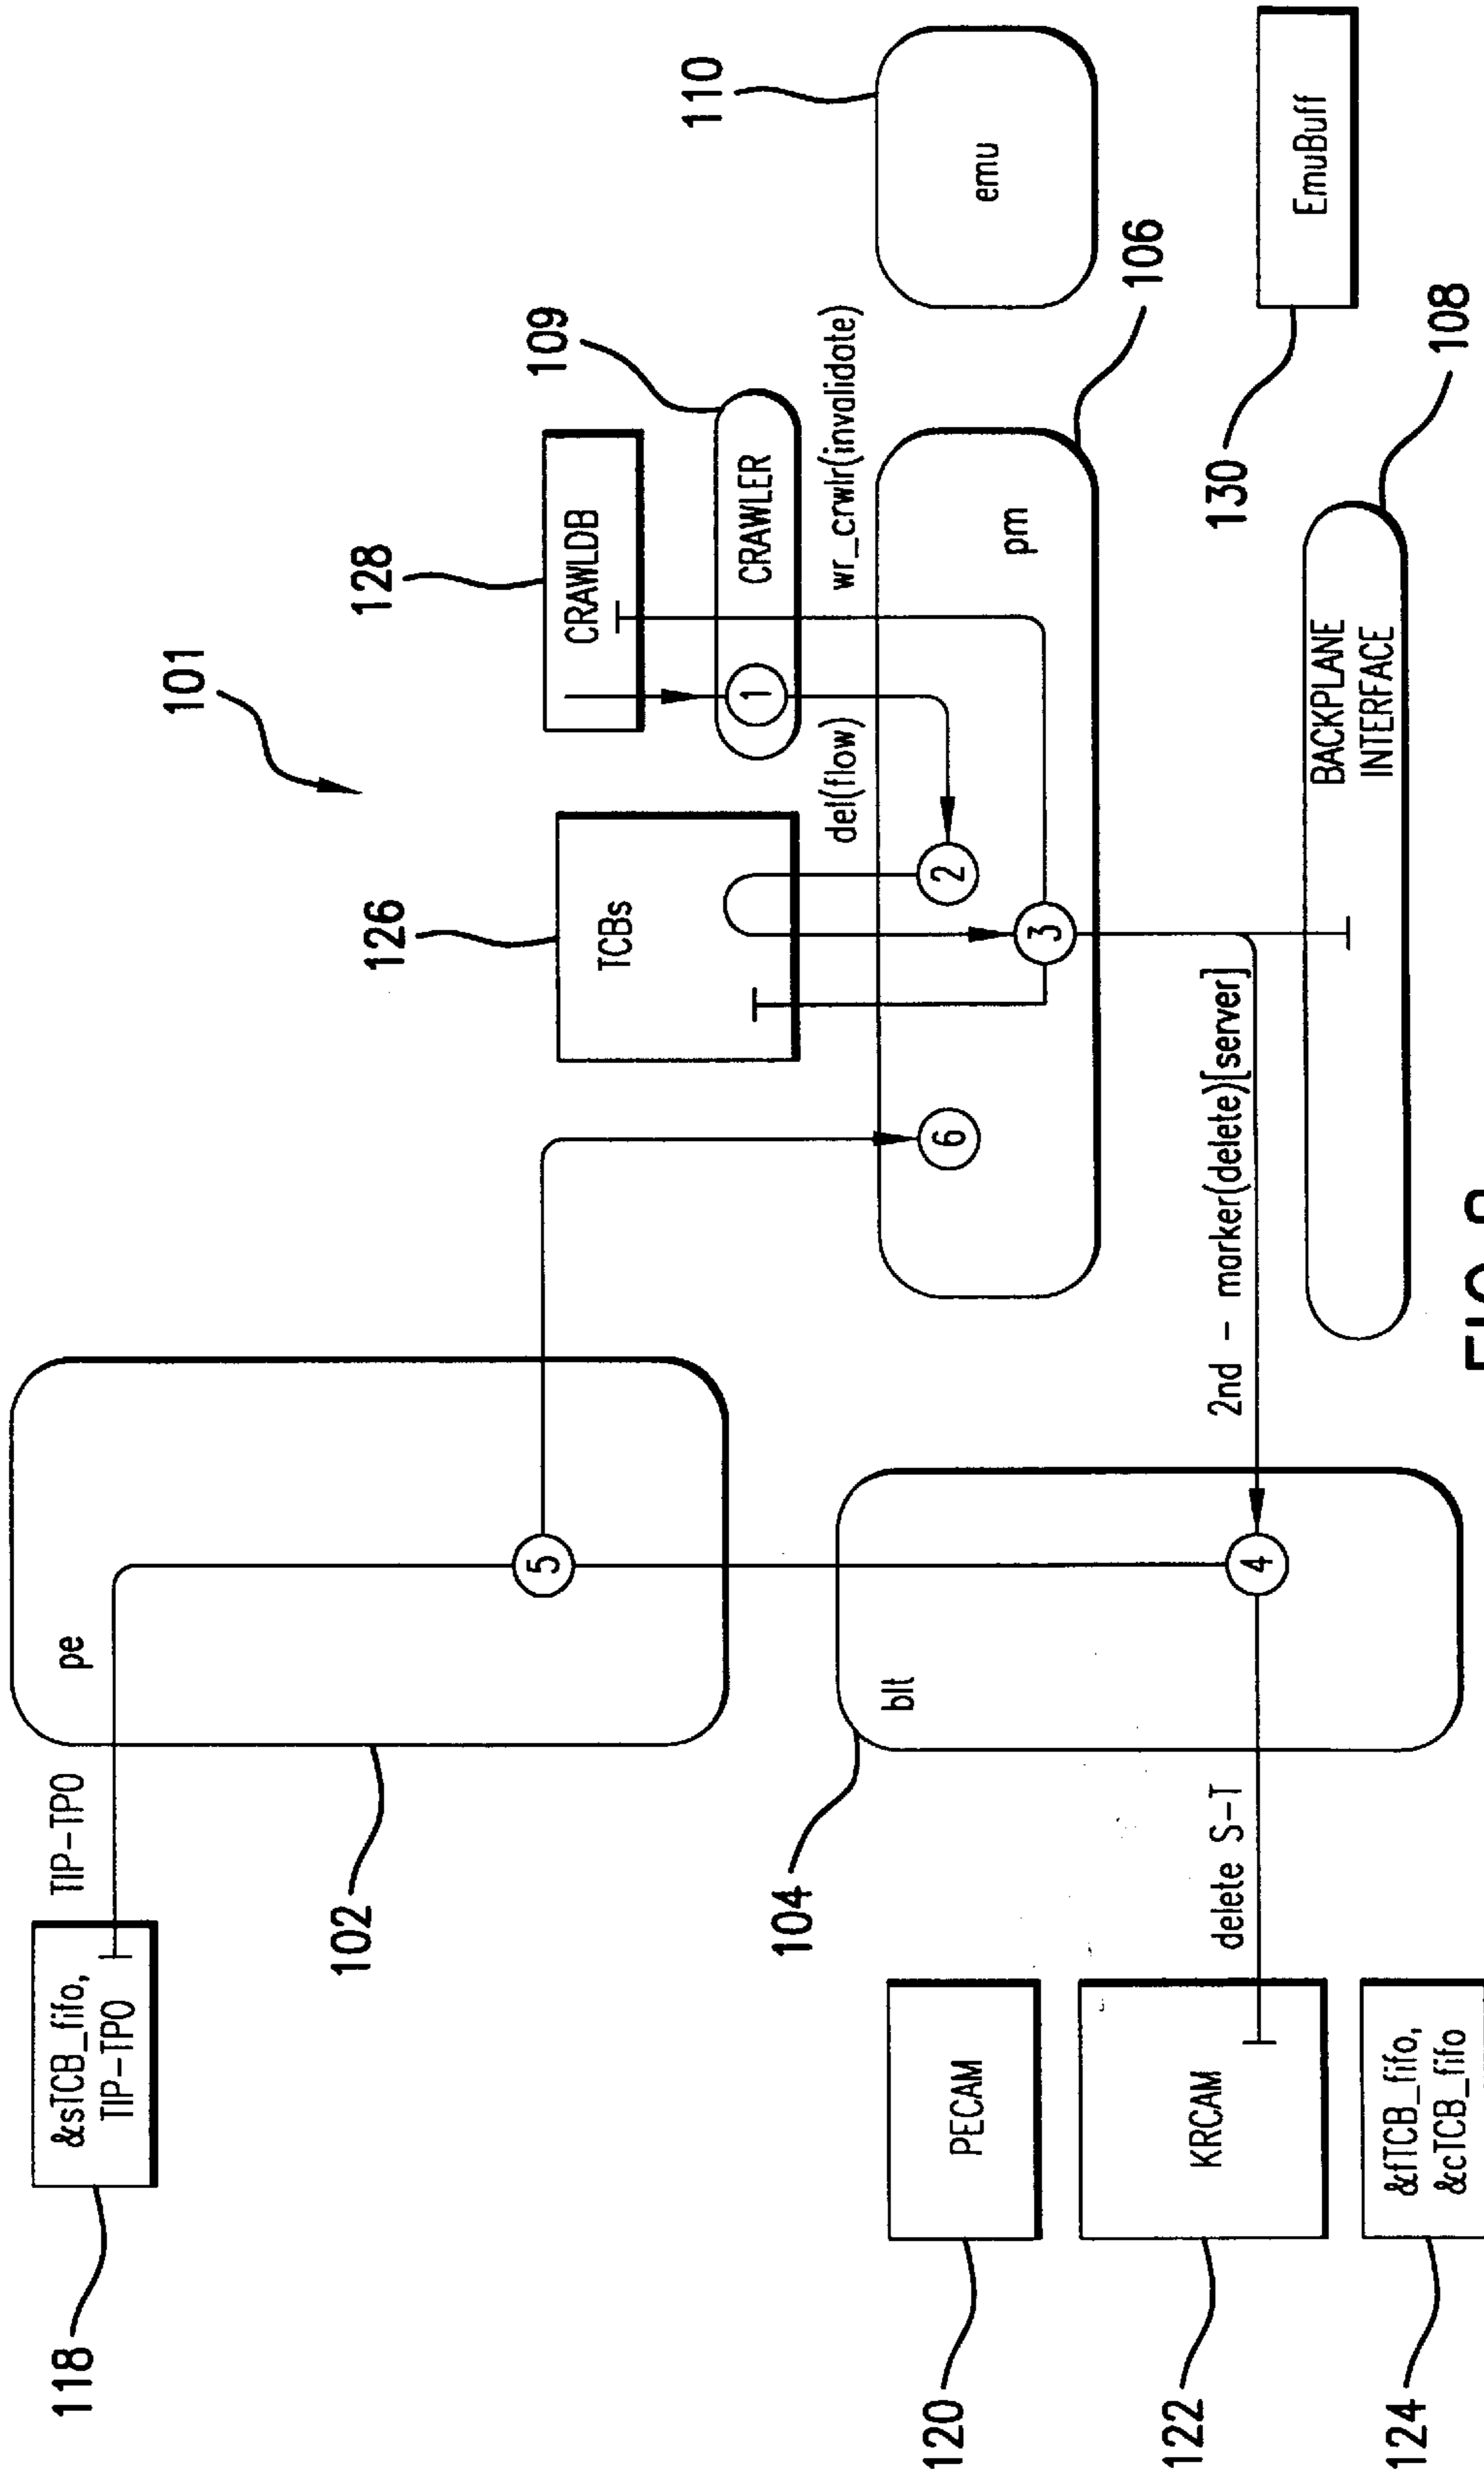 118
&sTCB_fifo,
TIP-TPO
TIP-TPO
pe
102
101
126
TCBs
128
CRAWLDB
109
CRAWLER
del(flow)
wr_crwlr(invalidate)
110
emu
106
pm
1
2
3
4
5
6
104
blt
delete S-T
2nd - marker(delete)[server]
120
PECAM
122
KRCAM
124
&fTCB_fifo,
&cTCB_fifo
130
EmuBuff
108
BACKPLANE
INTERFACE
FIG.